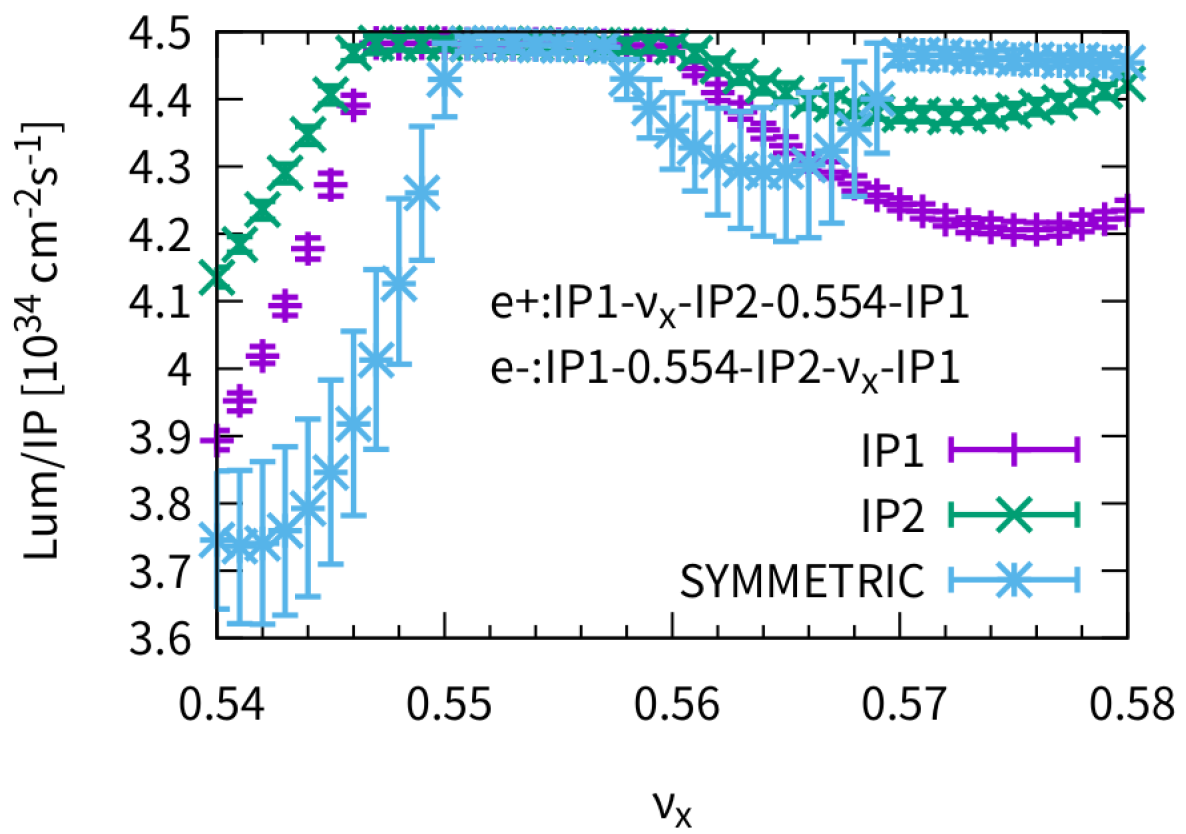 4.5
4.4
4.3
4.2
4.1
4
3.9
3.8
3.7
3.6
Lum/IP [10³⁴ cm⁻²s⁻¹]
e+:IP1-νₓ-IP2-0.554-IP1
e-:IP1-0.554-IP2-νₓ-IP1
IP1
IP2
SYMMETRIC
0.54 0.55 0.56 0.57 0.58
νₓ